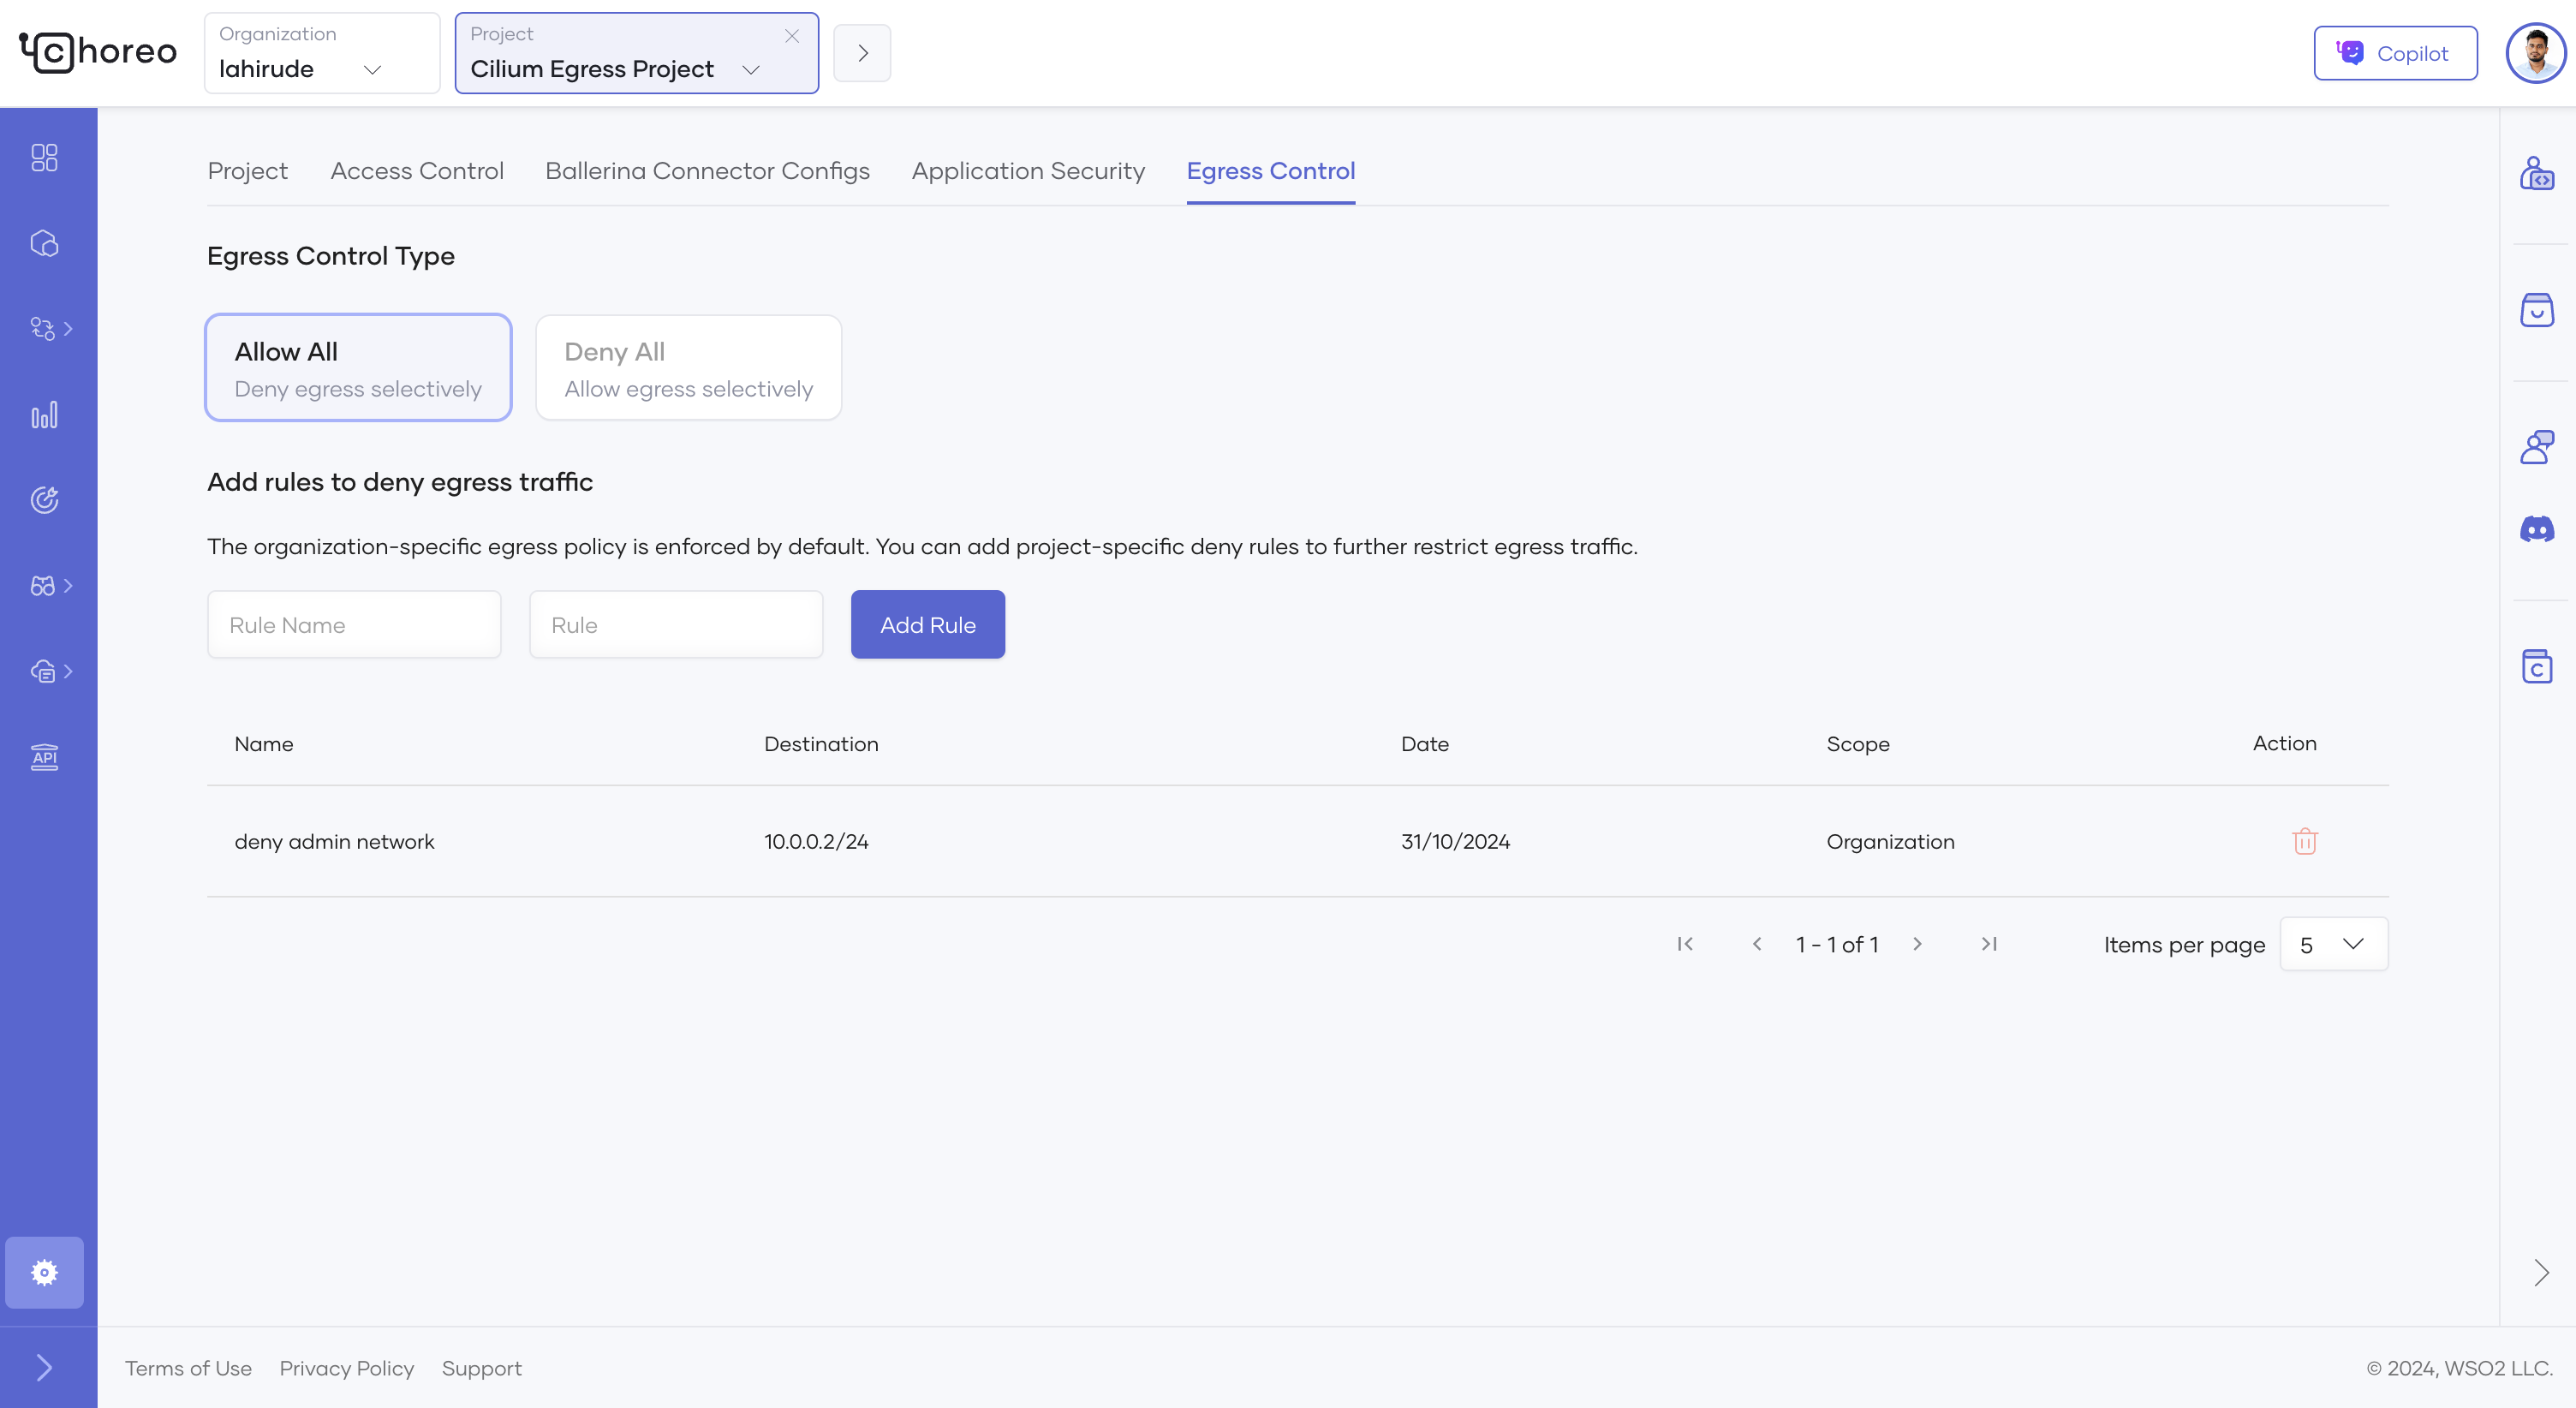 choreo
Organization
lahirude
Project
Cilium Egress Project
Copilot
Project Access Control Ballerina Connector Configs Application Security Egress Control
Egress Control Type
Allow All
Deny egress selectively
Deny All
Allow egress selectively
Add rules to deny egress traffic
The organization-specific egress policy is enforced by default. You can add project-specific deny rules to further restrict egress traffic.
Rule Name Rule Add Rule
Name Destination Date Scope Action
deny admin network 10.0.0.2/24 31/10/2024 Organization
1 - 1 of 1 Items per page 5
API
C
Terms of Use Privacy Policy Support © 2024, WSO2 LLC.